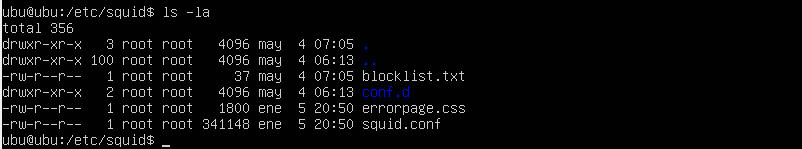 ubu@ubu:/etc/squid$ ls -la
total 356
drwxr-xr-x   3 root root   4096 may  4 07:05 .
drwxr-xr-x 100 root root   4096 may  4 06:13 ..
-rw-r--r--   1 root root     37 may  4 07:05 blocklist.txt
drwxr-xr-x   2 root root   4096 may  4 06:13 conf.d
-rw-r--r--   1 root root   1800 ene  5 20:50 errorpage.css
-rw-r--r--   1 root root 341148 ene  5 20:50 squid.conf
ubu@ubu:/etc/squid$ _